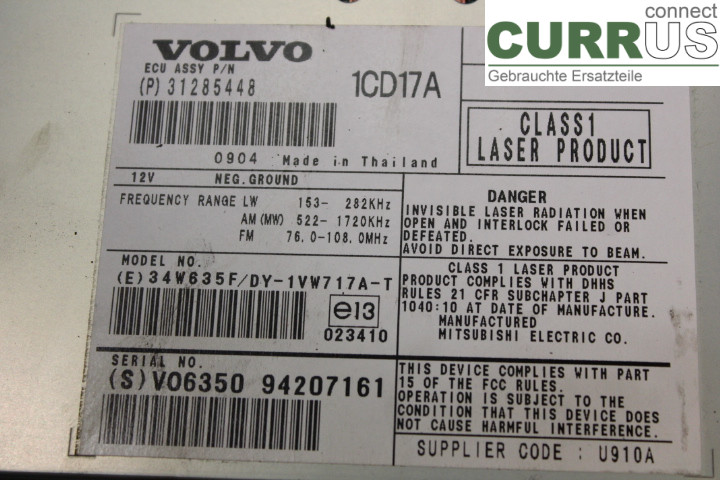 connect
CURRUS
Gebrauchte Ersatzteile
VOLVO
ECU ASSY P/N
(P) 31285448
1CD17A
CLASS1
LASER PRODUCT
0904 Made in Thailand
12V NEG.GROUND
FREQUENCY RANGE LW 153- 282KHz
AM(MW) 522-1720KHz
FM 76.0-108.0MHz
DANGER
INVISIBLE LASER RADIATION WHEN
OPEN AND INTERLOCK FAILED OR
DEFEATED.
AVOID DIRECT EXPOSURE TO BEAM.
MODEL NO.
(E) 34W635F/DY-1VW717A-T
e13
023410
CLASS 1 LASER PRODUCT
PRODUCT COMPLIES WITH DHHS
RULES 21 CFR SUBCHAPTER J PART
1040:10 AT DATE OF MANUFACTURE.
MANUFACTURED
MITSUBISHI ELECTRIC CO.
SERIAL NO.
(S) VO6350 94207161
THIS DEVICE COMPLIES WITH PART
15 OF THE FCC RULES.
OPERATION IS SUBJECT TO THE
CONDITION THAT THIS DEVICE DOES
NOT CAUSE HARMFUL INTERFERENCE.
SUPPLIER CODE : U910A